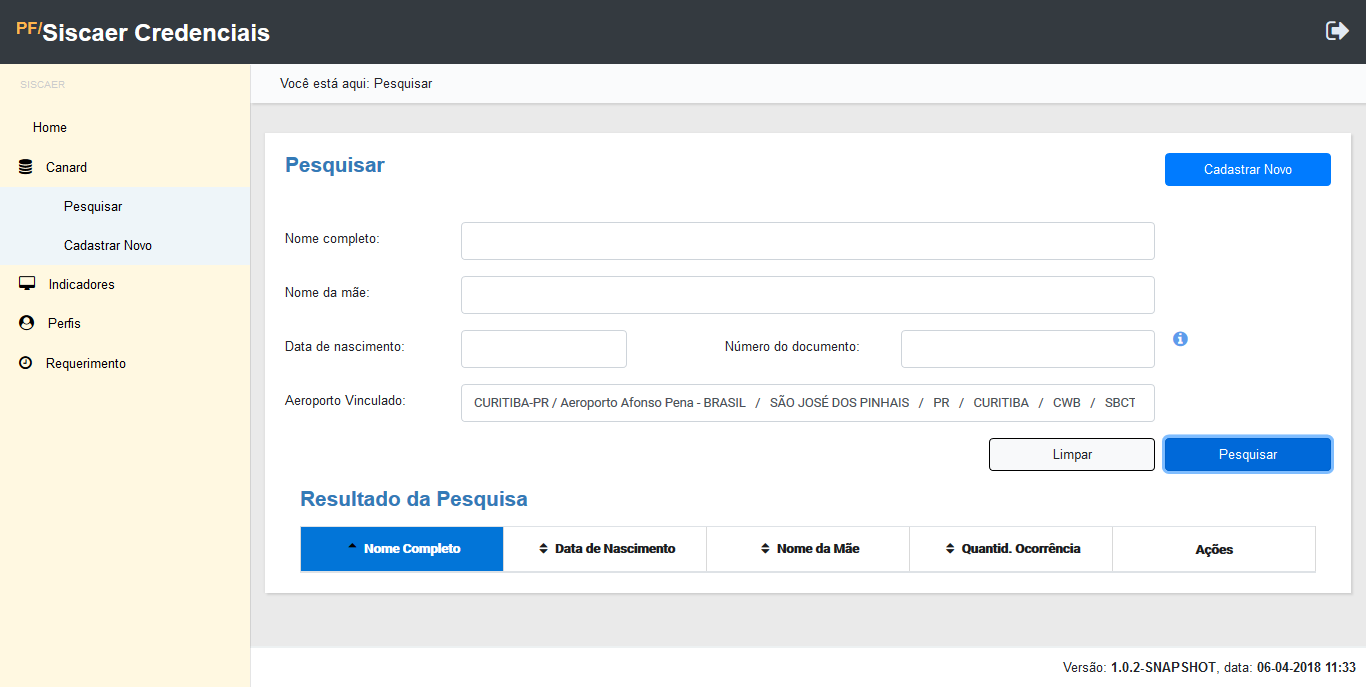 PF/Siscaer Credenciais
SISCAER
Você está aqui: Pesquisar
Home
Canard
Pesquisar
Cadastrar Novo
Indicadores
Perfis
Requerimento
Pesquisar
Cadastrar Novo
Nome completo:
Nome da mãe:
Data de nascimento:
Número do documento:
Aeroporto Vinculado:
CURITIBA-PR / Aeroporto Afonso Pena - BRASIL / SÃO JOSÉ DOS PINHAIS / PR / CURITIBA / CWB / SBCT
Limpar
Pesquisar
Resultado da Pesquisa
Nome Completo
Data de Nascimento
Nome da Mãe
Quantid. Ocorrência
Ações
Versão: 1.0.2-SNAPSHOT, data: 06-04-2018 11:33